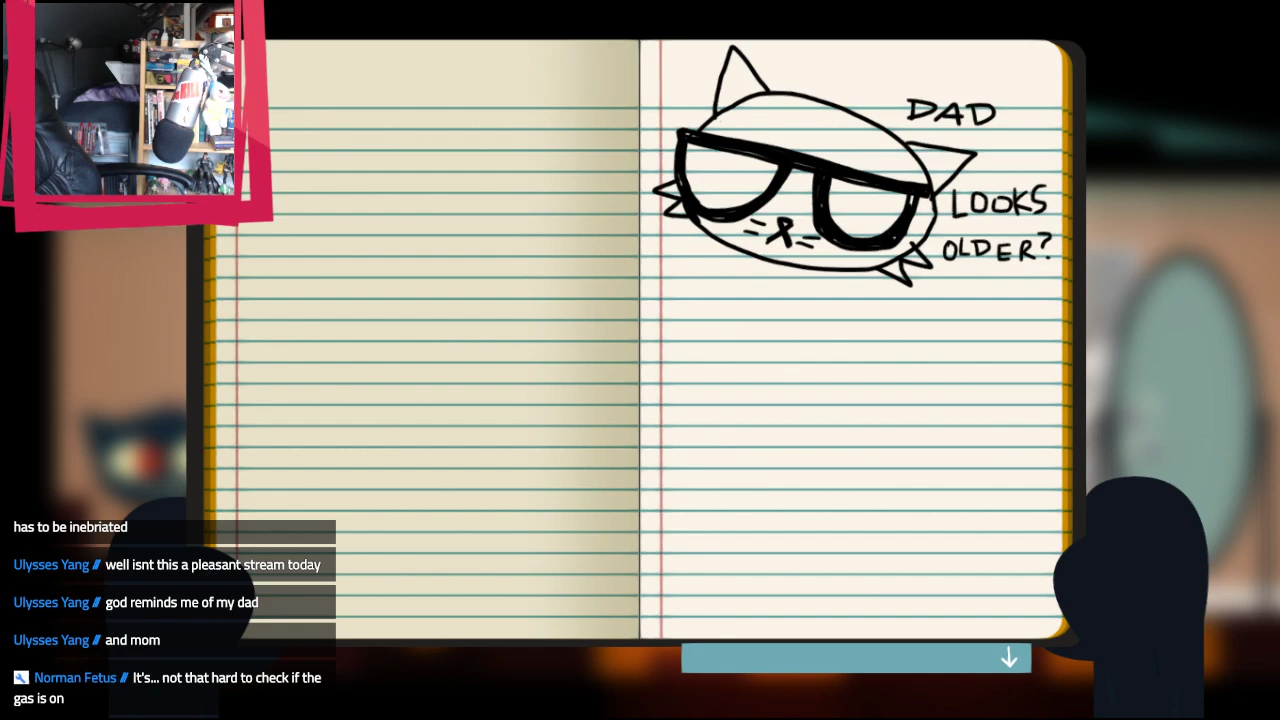 DAD
LOOKS
OLDER?
has to be inebriated
Ulysses Yang // well isnt this a pleasant stream today
Ulysses Yang // god reminds me of my dad
Ulysses Yang // and mom
Norman Fetus // It's... not that hard to check if the
gas is on